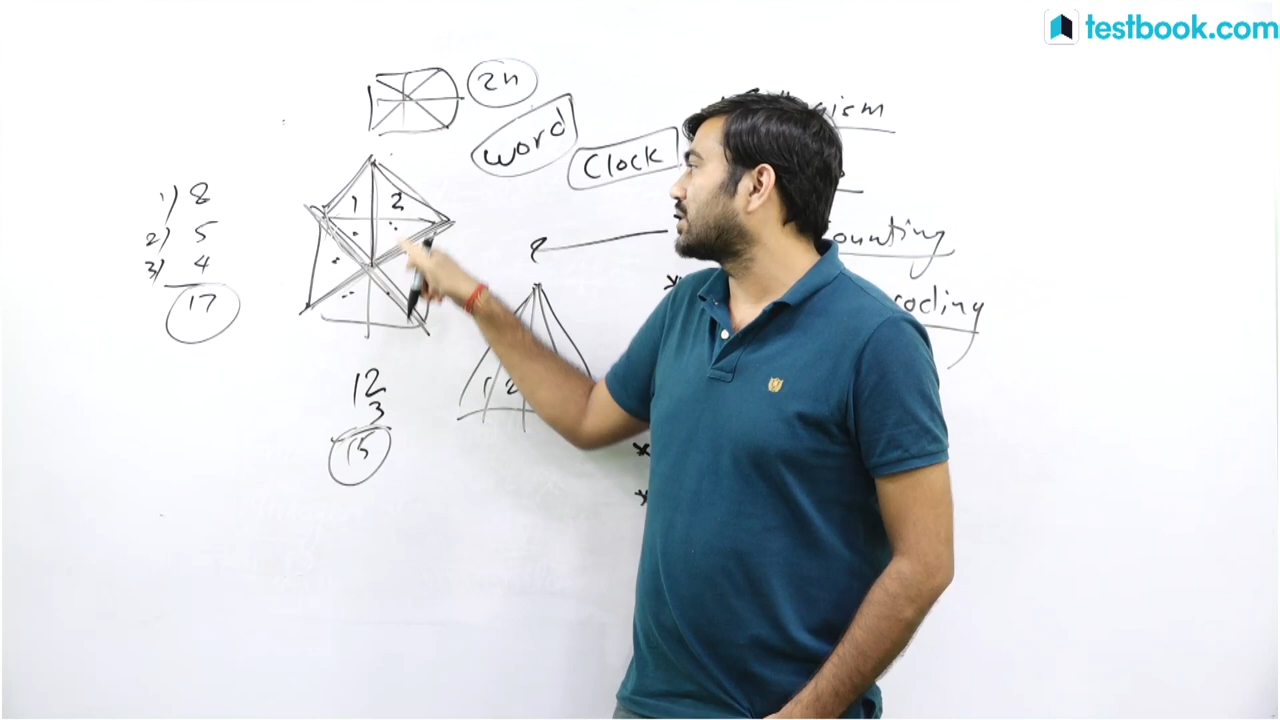 testbook.com
2n
word
Clock
1) 8
2) 5
3) 4
17
1 2
12
3
15
1 2
ounting
coding